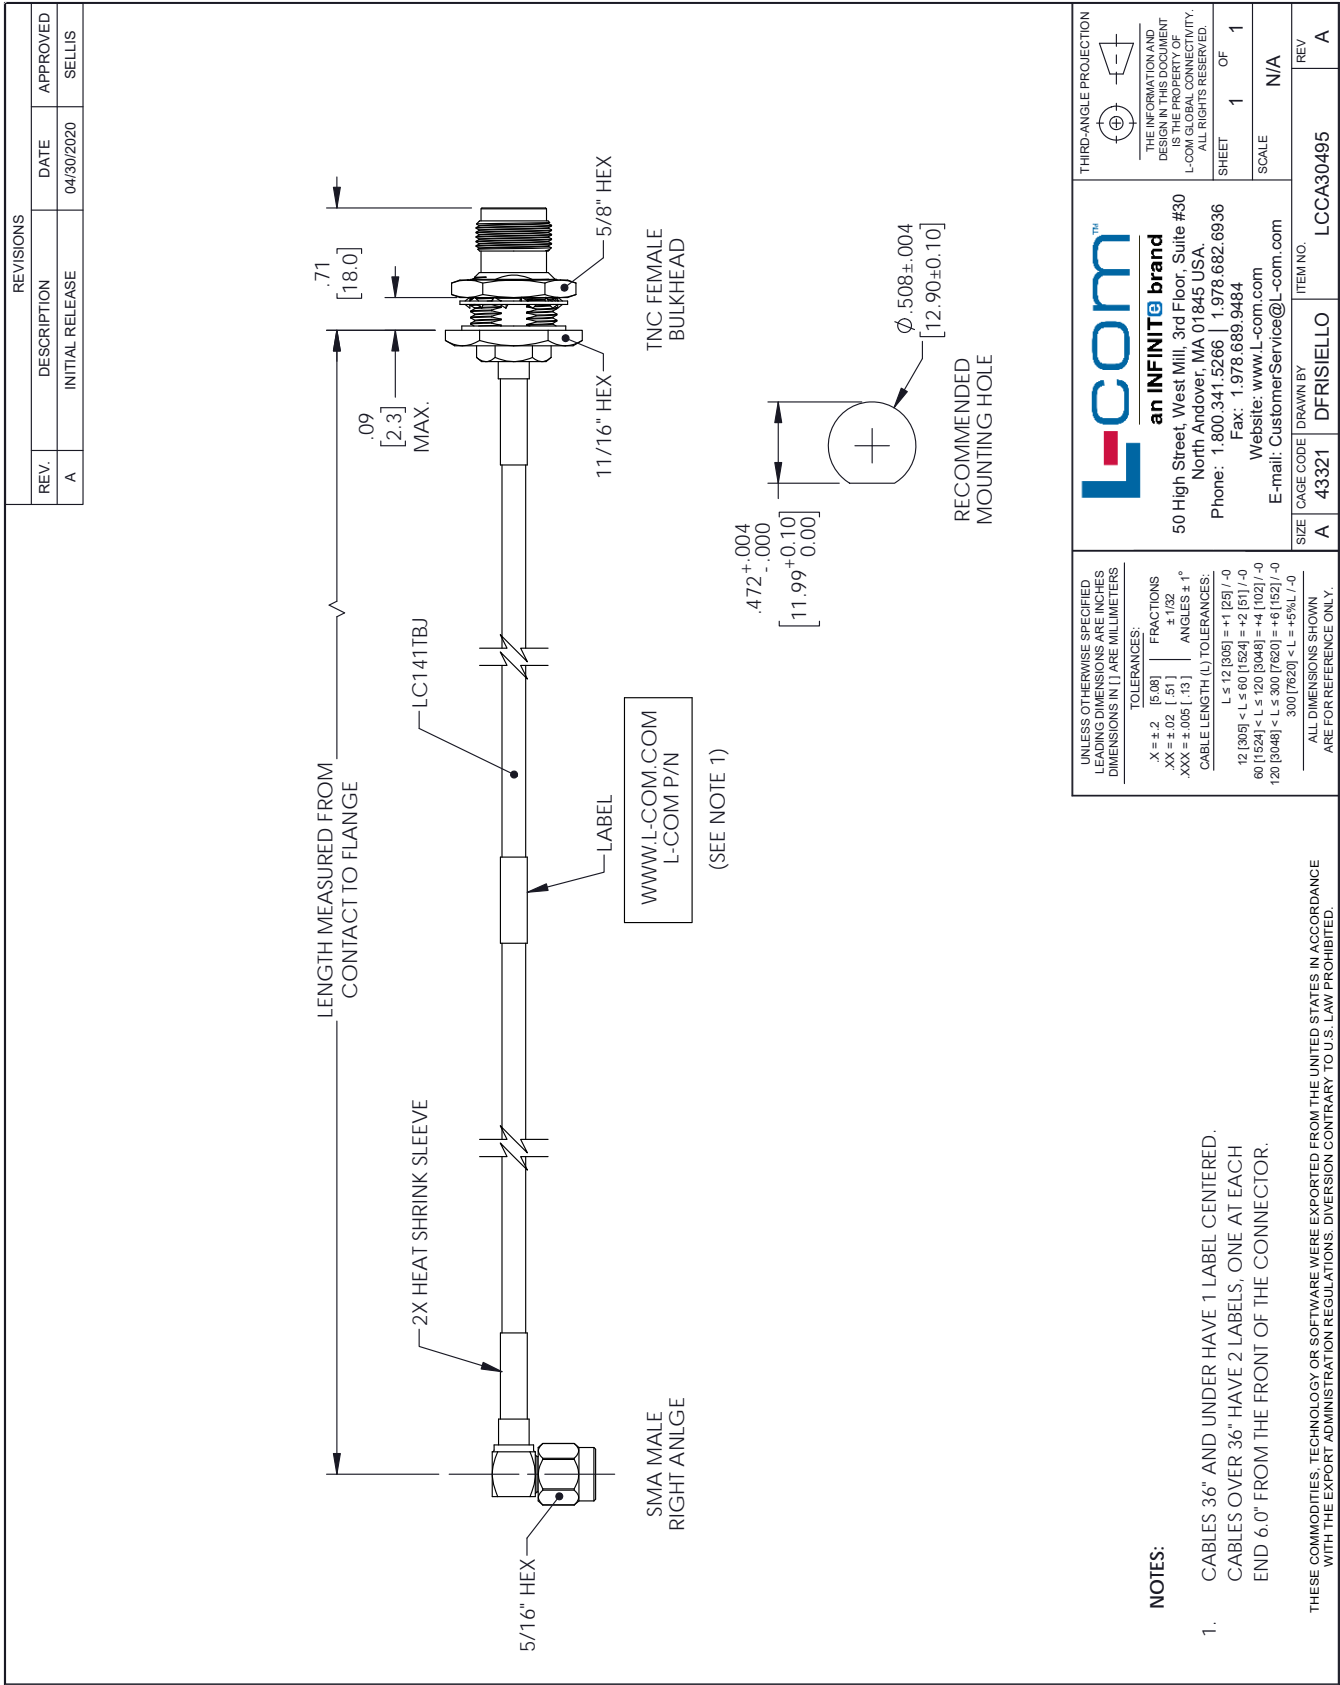 REVISIONS
REV. DESCRIPTION DATE APPROVED
A INITIAL RELEASE 04/30/2020 SELLIS
LENGTH MEASURED FROM
CONTACT TO FLANGE
.71
[18.0]
.09
[2.3]
MAX.
2X HEAT SHRINK SLEEVE
LC141TBJ
5/16" HEX
LABEL
11/16" HEX
5/8" HEX
SMA MALE
RIGHT ANLGE
WWW.L-COM.COM
L-COM P/N
(SEE NOTE 1)
TNC FEMALE
BULKHEAD
.472+.004
-.000
[11.99+0.10
0.00]
Ø.508±.004
[12.90±0.10]
RECOMMENDED
MOUNTING HOLE
NOTES:
1. CABLES 36" AND UNDER HAVE 1 LABEL CENTERED.
CABLES OVER 36" HAVE 2 LABELS, ONE AT EACH
END 6.0" FROM THE FRONT OF THE CONNECTOR.
THESE COMMODITIES, TECHNOLOGY OR SOFTWARE WERE EXPORTED FROM THE UNITED STATES IN ACCORDANCE
WITH THE EXPORT ADMINISTRATION REGULATIONS. DIVERSION CONTRARY TO U.S. LAW PROHIBITED.
UNLESS OTHERWISE SPECIFIED
LEADING DIMENSIONS ARE INCHES
DIMENSIONS IN [ ] ARE MILLIMETERS
TOLERANCES:
.X = ±.2 [5.08] FRACTIONS
.XX = ±.02 [.51] ± 1/32
.XXX = ±.005 [.13] ANGLES ± 1°
CABLE LENGTH (L) TOLERANCES:
L ≤ 12 [305] = +1 [25] / -0
12 [305] < L ≤ 60 [1524] = +2 [51] / -0
60 [1524] < L ≤ 120 [3048] = +4 [102] / -0
120 [3048] < L ≤ 300 [7620] = +6 [152] / -0
300 [7620] < L = +5%L / -0
ALL DIMENSIONS SHOWN
ARE FOR REFERENCE ONLY.
L-com™
an INFINITe brand
50 High Street, West Mill, 3rd Floor, Suite #30
North Andover, MA 01845 USA.
Phone: 1.800.341.5266 | 1.978.682.6936
Fax: 1.978.689.9484
Website: www.L-com.com
E-mail: CustomerService@L-com.com
THIRD-ANGLE PROJECTION
THE INFORMATION AND
DESIGN IN THIS DOCUMENT
IS THE PROPERTY OF
L-COM GLOBAL CONNECTIVITY.
ALL RIGHTS RESERVED.
SHEET 1 OF 1
SCALE N/A
SIZE A
CAGE CODE 43321
DRAWN BY DFRISIELLO
ITEM NO. LCCA30495
REV A